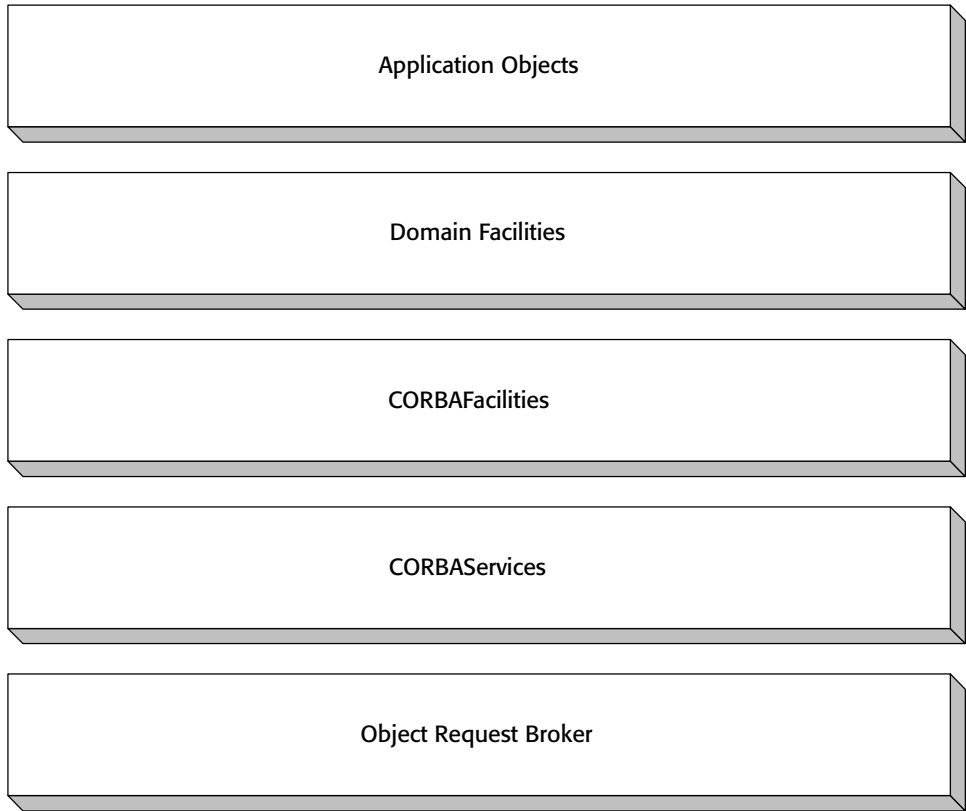 Application Objects
Domain Facilities
CORBAFacilities
CORBAServices
Object Request Broker